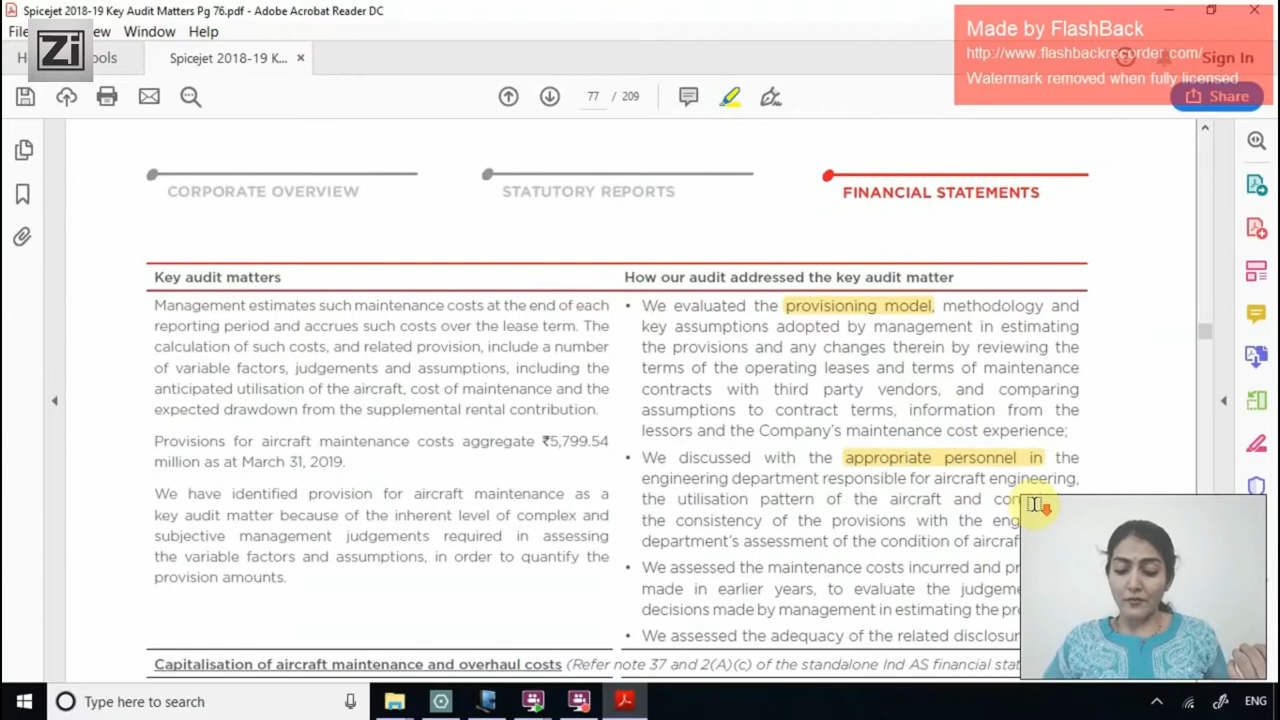 Spicejet 2018-19 Key Audit Matters Pg 76.pdf - Adobe Acrobat Reader DC
Window Help
Zi
Spicejet 2018-19 K... ×
Made by FlashBack
http://www.flashbackrecorder.com/
Watermark removed when fully licensed
Sign In
Share
77 / 209
CORPORATE OVERVIEW
STATUTORY REPORTS
FINANCIAL STATEMENTS
Key audit matters
Management estimates such maintenance costs at the end of each
reporting period and accrues such costs over the lease term. The
calculation of such costs, and related provision, include a number
of variable factors, judgements and assumptions, including the
anticipated utilisation of the aircraft, cost of maintenance and the
expected drawdown from the supplemental rental contribution.
Provisions for aircraft maintenance costs aggregate ₹5,799.54
million as at March 31, 2019.
We have identified provision for aircraft maintenance as a
key audit matter because of the inherent level of complex and
subjective management judgements required in assessing
the variable factors and assumptions, in order to quantify the
provision amounts.
How our audit addressed the key audit matter
• We evaluated the provisioning model, methodology and
key assumptions adopted by management in estimating
the provisions and any changes therein by reviewing the
terms of the operating leases and terms of maintenance
contracts with third party vendors, and comparing
assumptions to contract terms, information from the
lessors and the Company's maintenance cost experience;
• We discussed with the appropriate personnel in the
engineering department responsible for aircraft engineering,
the utilisation pattern of the aircraft and
the consistency of the provisions with the
department's assessment of the condition of
• We assessed the maintenance costs incurred and
made in earlier years, to evaluate the
decisions made by management in estimating the
• We assessed the adequacy of the related
Capitalisation of aircraft maintenance and overhaul costs (Refer note 37 and 2(A)(c) of the standalone Ind AS financial
Type here to search
ENG